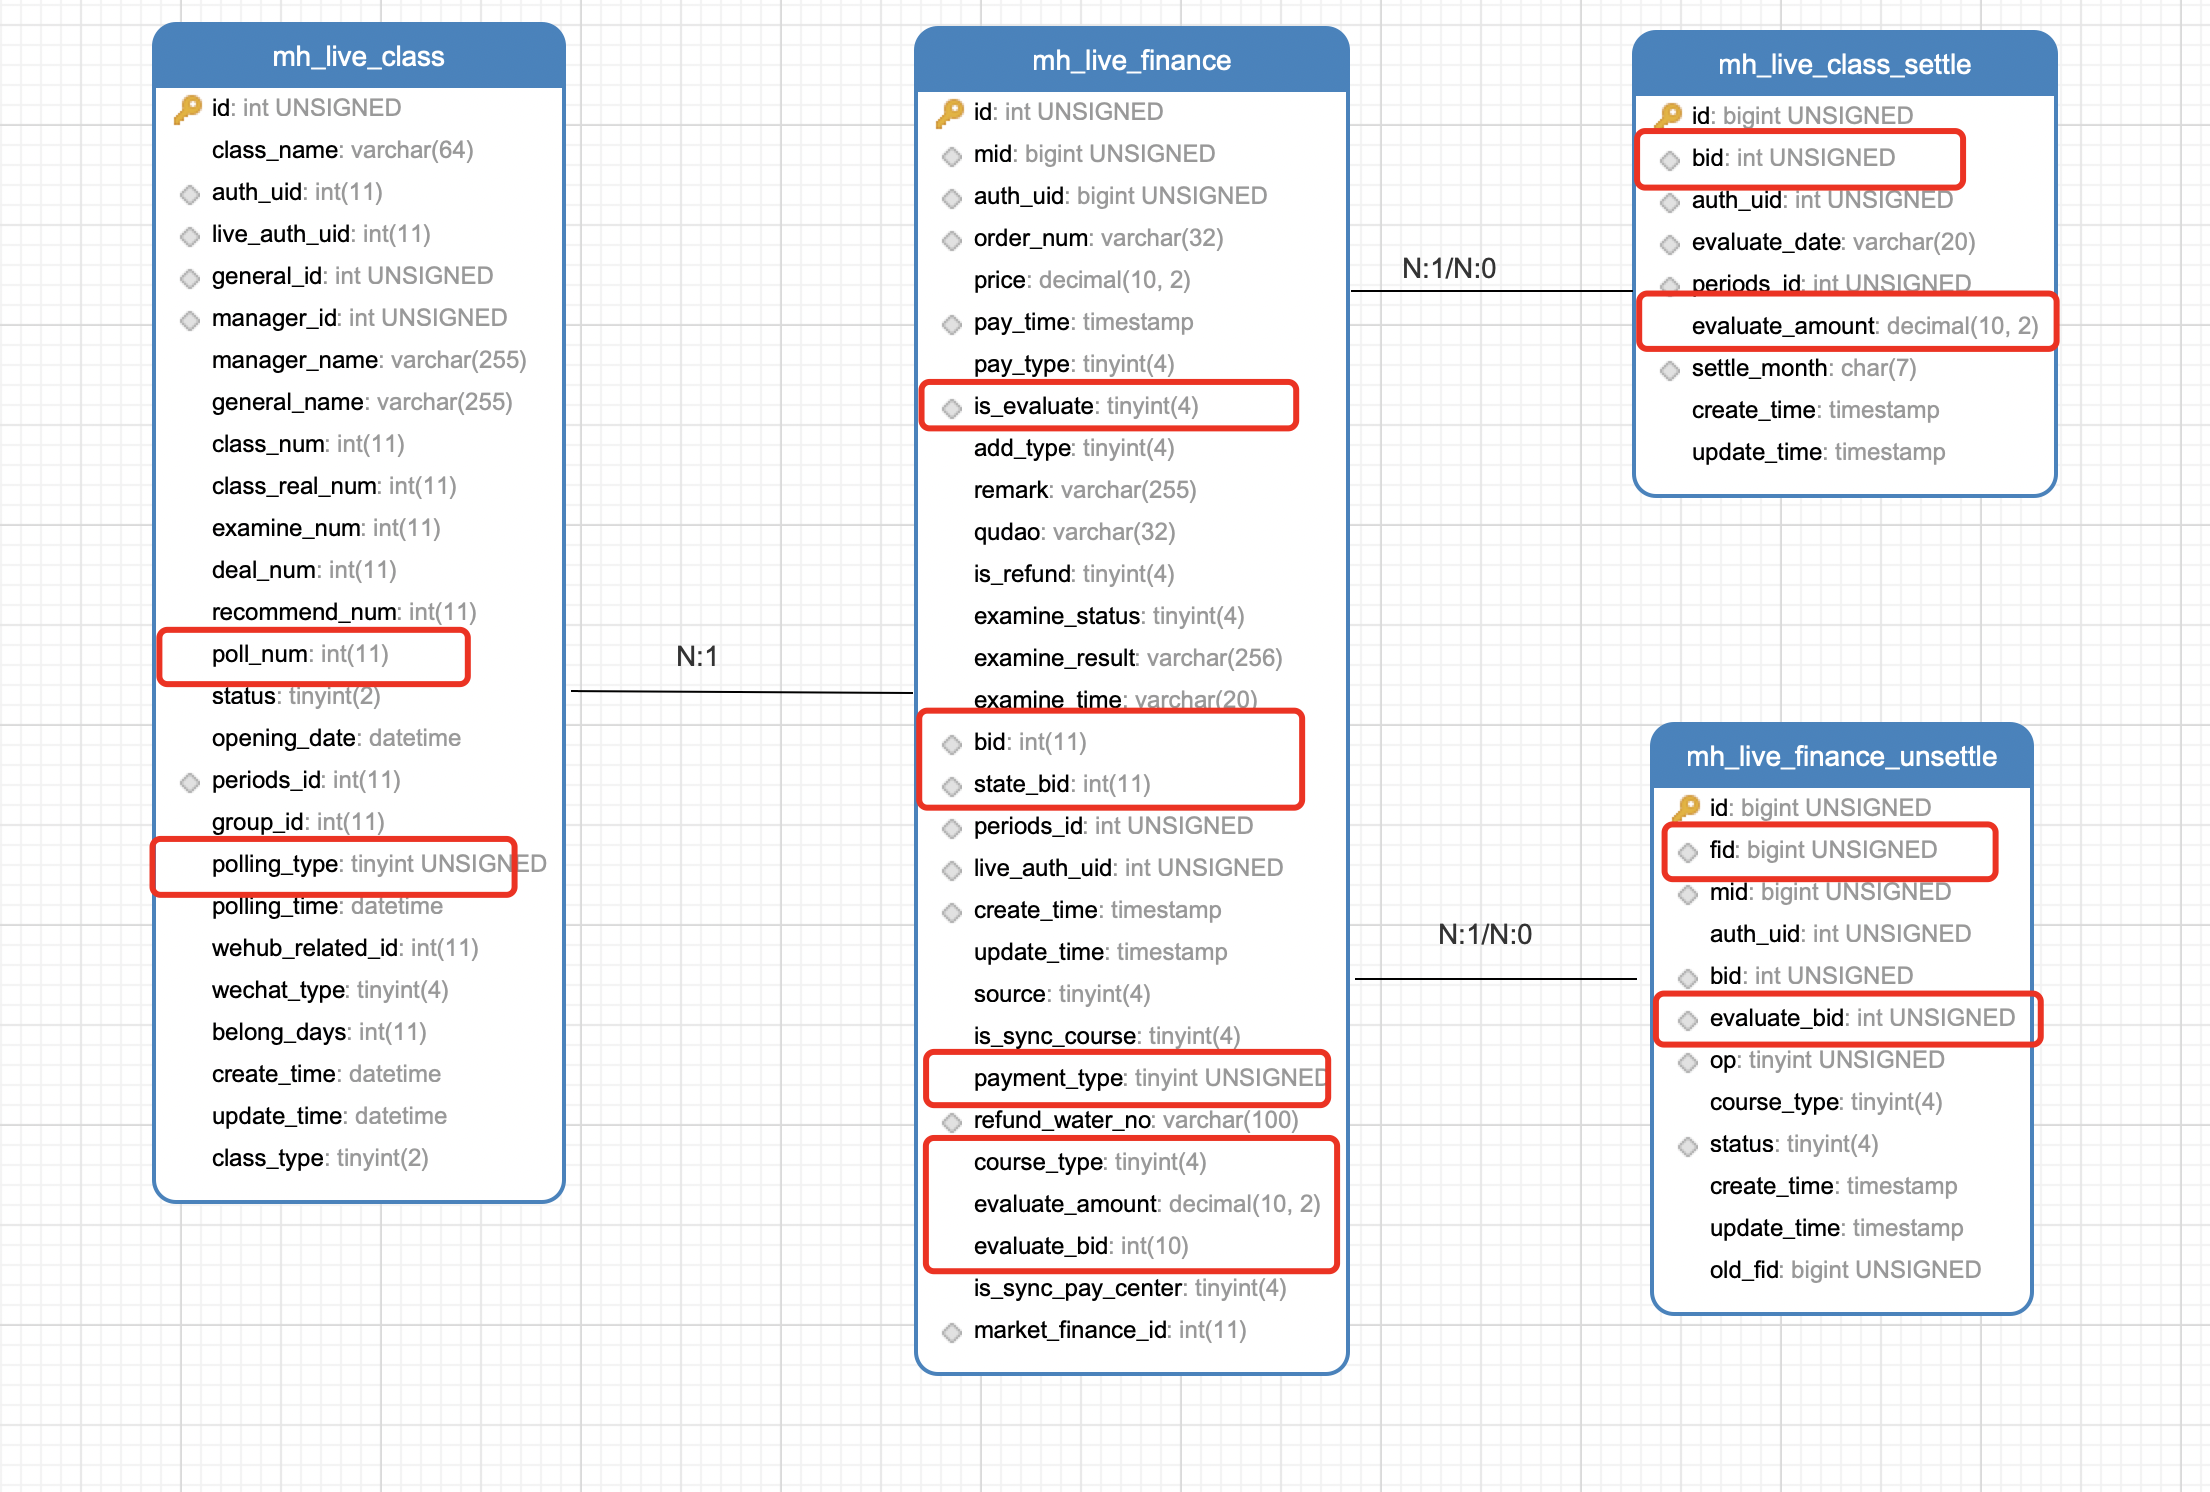 mh_live_class
id: int UNSIGNED
class_name: varchar(64)
auth_uid: int(11)
live_auth_uid: int(11)
general_id: int UNSIGNED
manager_id: int UNSIGNED
manager_name: varchar(255)
general_name: varchar(255)
class_num: int(11)
class_real_num: int(11)
examine_num: int(11)
deal_num: int(11)
recommend_num: int(11)
poll_num: int(11)
status: tinyint(2)
opening_date: datetime
periods_id: int(11)
group_id: int(11)
polling_type: tinyint UNSIGNED
polling_time: datetime
wehub_related_id: int(11)
wechat_type: tinyint(4)
belong_days: int(11)
create_time: datetime
update_time: datetime
class_type: tinyint(2)
N:1
mh_live_finance
id: int UNSIGNED
mid: bigint UNSIGNED
auth_uid: bigint UNSIGNED
order_num: varchar(32)
price: decimal(10, 2)
pay_time: timestamp
pay_type: tinyint(4)
is_evaluate: tinyint(4)
add_type: tinyint(4)
remark: varchar(255)
qudao: varchar(32)
is_refund: tinyint(4)
examine_status: tinyint(4)
examine_result: varchar(256)
examine_time: varchar(20)
bid: int(11)
state_bid: int(11)
periods_id: int UNSIGNED
live_auth_uid: int UNSIGNED
create_time: timestamp
update_time: timestamp
source: tinyint(4)
is_sync_course: tinyint(4)
payment_type: tinyint UNSIGNED
refund_water_no: varchar(100)
course_type: tinyint(4)
evaluate_amount: decimal(10, 2)
evaluate_bid: int(10)
is_sync_pay_center: tinyint(4)
market_finance_id: int(11)
N:1/N:0
mh_live_class_settle
id: bigint UNSIGNED
bid: int UNSIGNED
auth_uid: int UNSIGNED
evaluate_date: varchar(20)
periods_id: int UNSIGNED
evaluate_amount: decimal(10, 2)
settle_month: char(7)
create_time: timestamp
update_time: timestamp
N:1/N:0
mh_live_finance_unsettle
id: bigint UNSIGNED
fid: bigint UNSIGNED
mid: bigint UNSIGNED
auth_uid: int UNSIGNED
bid: int UNSIGNED
evaluate_bid: int UNSIGNED
op: tinyint UNSIGNED
course_type: tinyint(4)
status: tinyint(4)
create_time: timestamp
update_time: timestamp
old_fid: bigint UNSIGNED